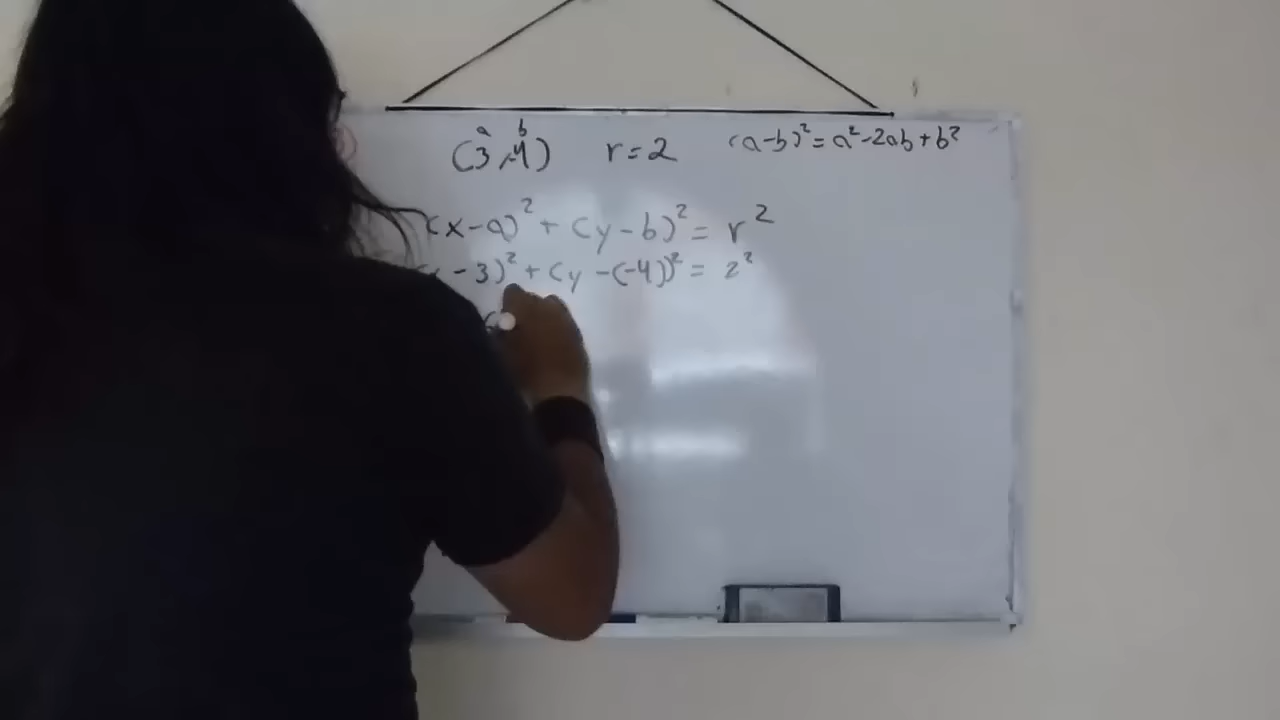 a b
(3,-4) r=2 (a-b)²=a²-2ab+b²
(x-a)²+(y-b)²=r²
-3)²+(y-(-4))²=2²
(